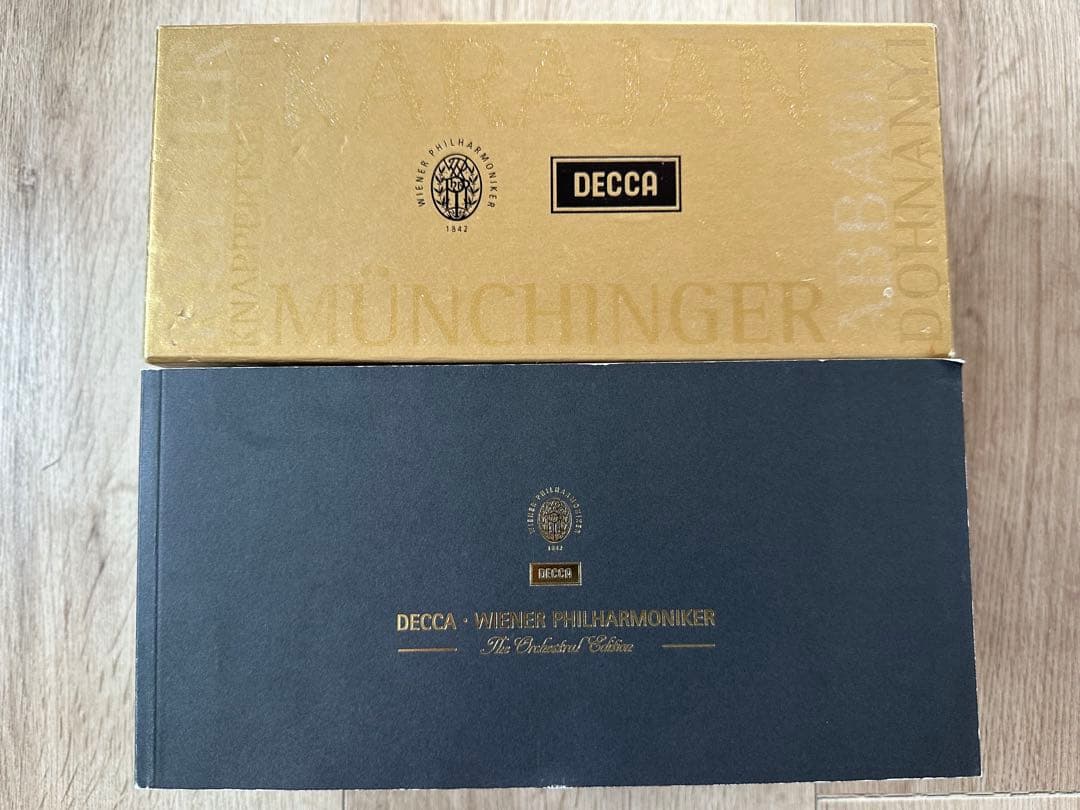 KARAJAN
WIENER PHILHARMONIKER
1842
DECCA
ABBADO
DOHNÁNYI
KNAPPERTSBUSCH
MÜNCHINGER
WIENER PHILHARMONIKER
1842
DECCA
DECCA · WIENER PHILHARMONIKER
The Orchestral Edition